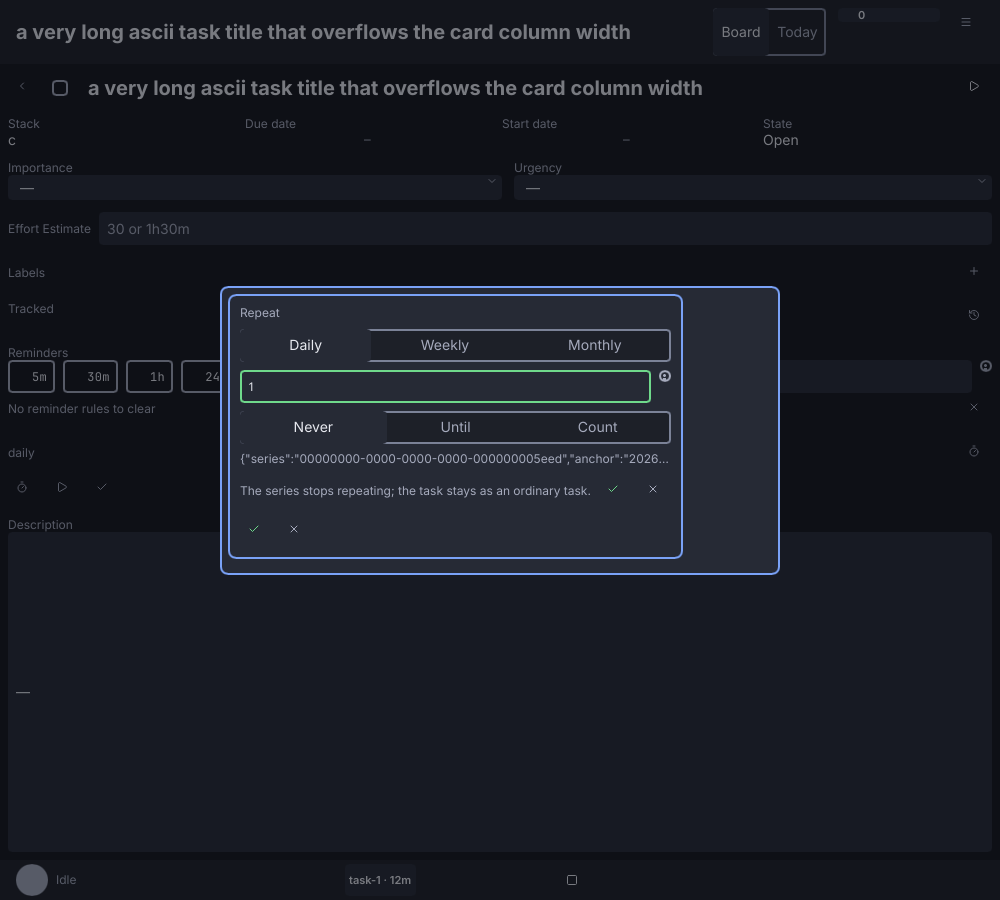 a very long ascii task title that overflows the card column width
Board Today
0
a very long ascii task title that overflows the card column width
Stack Due date Start date State
c – – Open
Importance Urgency
— —
Effort Estimate 30 or 1h30m
Labels
Tracked
Reminders
5m 30m 1h 24
No reminder rules to clear
daily
Description
—
Repeat
Daily Weekly Monthly
1
Never Until Count
{"series":"00000000-0000-0000-0000-000000005eed","anchor":"2026...
The series stops repeating; the task stays as an ordinary task.
Idle task-1 · 12m